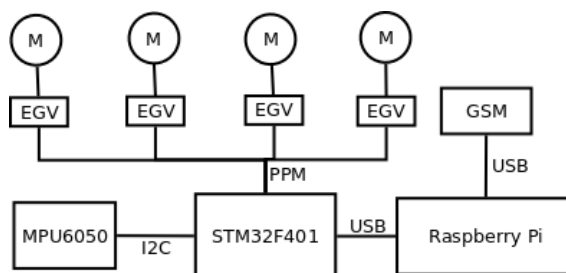 M M M M
EGV EGV EGV EGV GSM
PPM USB
MPU6050 I2C STM32F401 USB Raspberry Pi